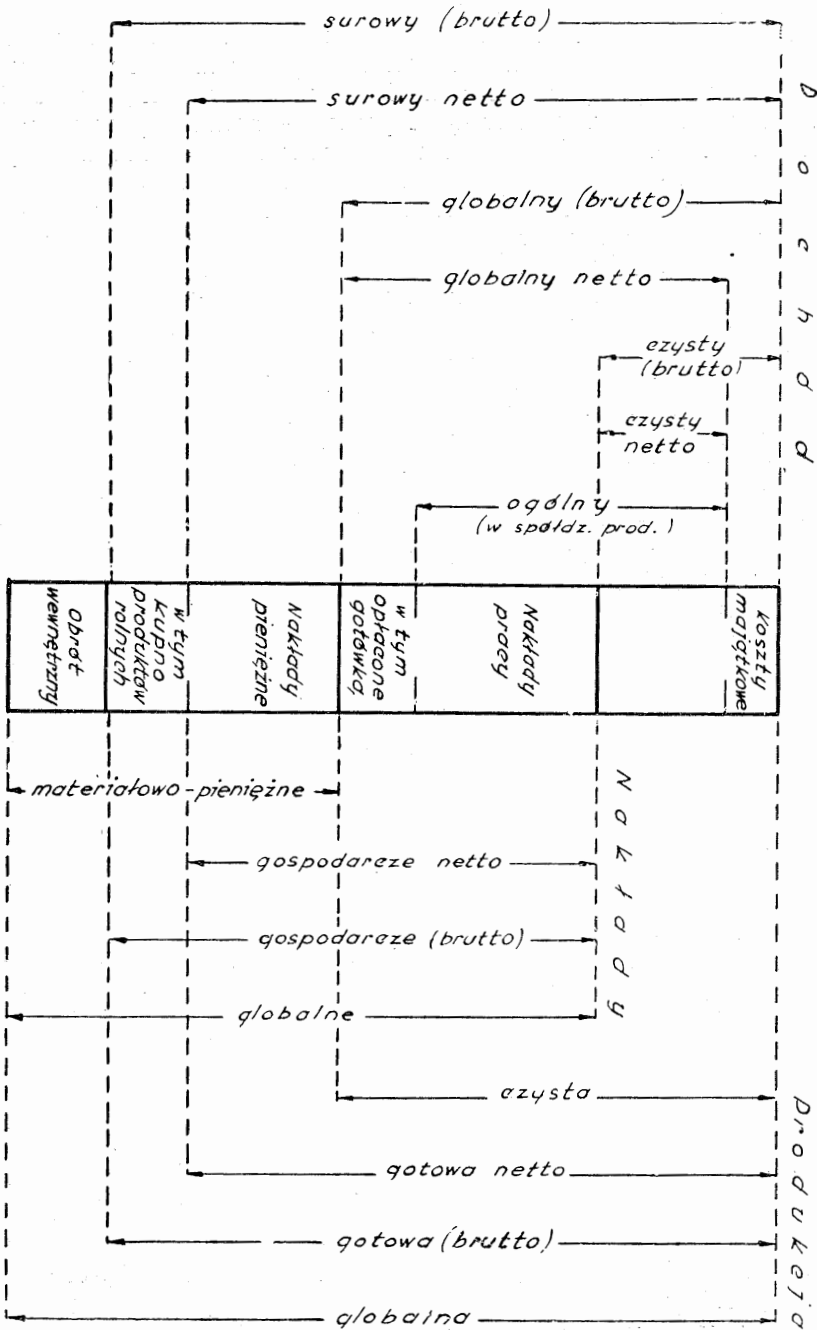 surowy (brutto)
surowy netto
globalny (brutto)
globalny netto
czysty
(brutto)
czysty
netto
ogólny
(w spółdz. prod.)
Dochód
Obrót
wewnętrzny
w tym
kupno
produktów
rolnych
Nakłady
pieniężne
w tym
opłacone
gotówką
Nakłady
pracy
Koszty
majątkowe
Nakłady
materiałowo-pieniężne
gospodarcze netto
gospodarcze (brutto)
globalne
Produkcja
czysta
gotowa netto
gotowa (brutto)
globalna